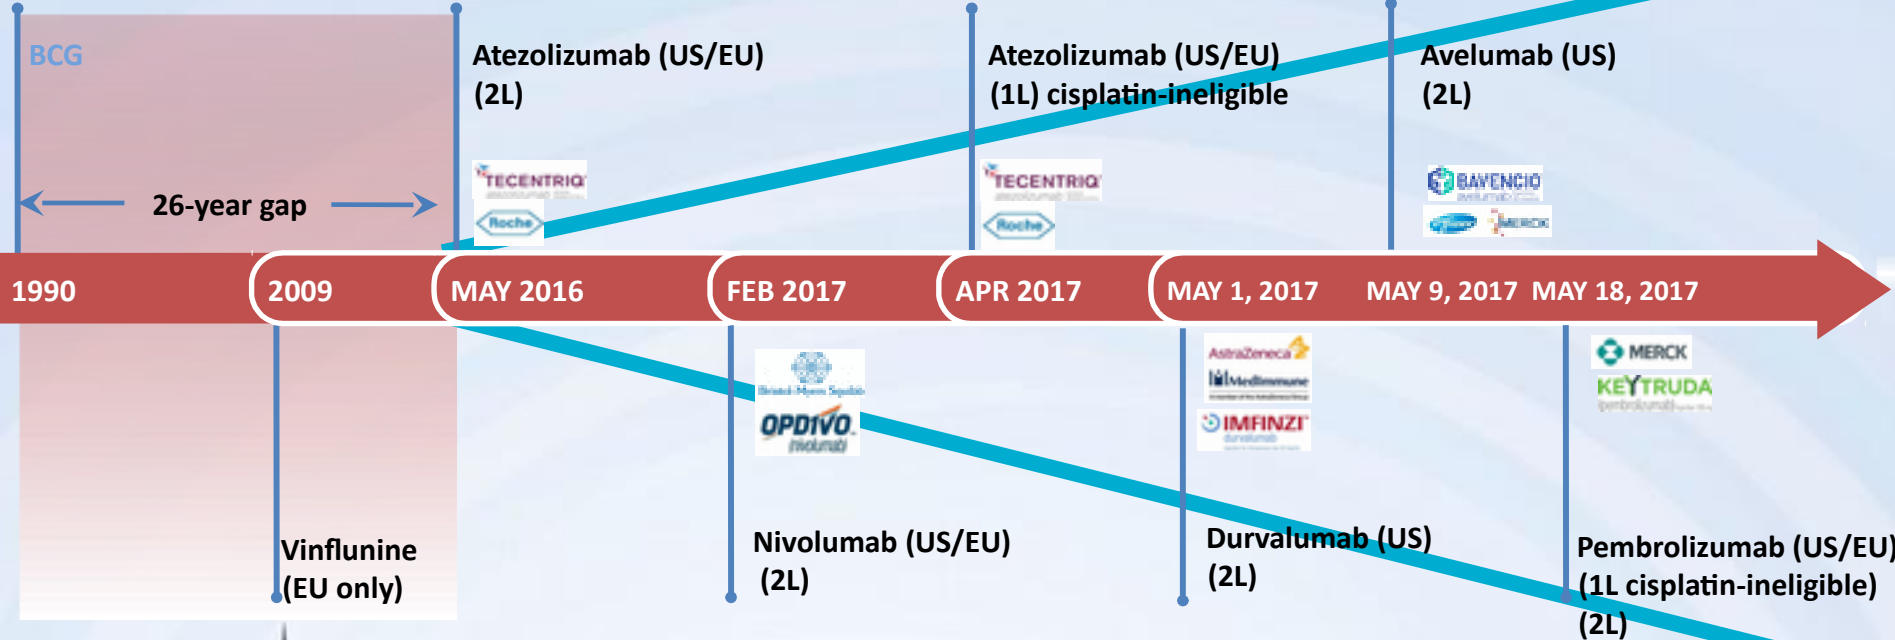 BCG
Atezolizumab (US/EU)
(2L)
Atezolizumab (US/EU)
(1L) cisplatin-ineligible
Avelumab (US)
(2L)
26-year gap
TECENTRIQ
Roche
TECENTRIQ
Roche
BAVENCIO
MERCK
1990
2009
MAY 2016
FEB 2017
APR 2017
MAY 1, 2017
MAY 9, 2017
MAY 18, 2017
Bristol-Myers Squibb
OPDIVO
(nivolumab)
AstraZeneca
MedImmune
IMFINZI
durvalumab
MERCK
KEYTRUDA
(pembrolizumab)
Vinflunine
(EU only)
Nivolumab (US/EU)
(2L)
Durvalumab (US)
(2L)
Pembrolizumab (US/EU)
(1L cisplatin-ineligible)
(2L)